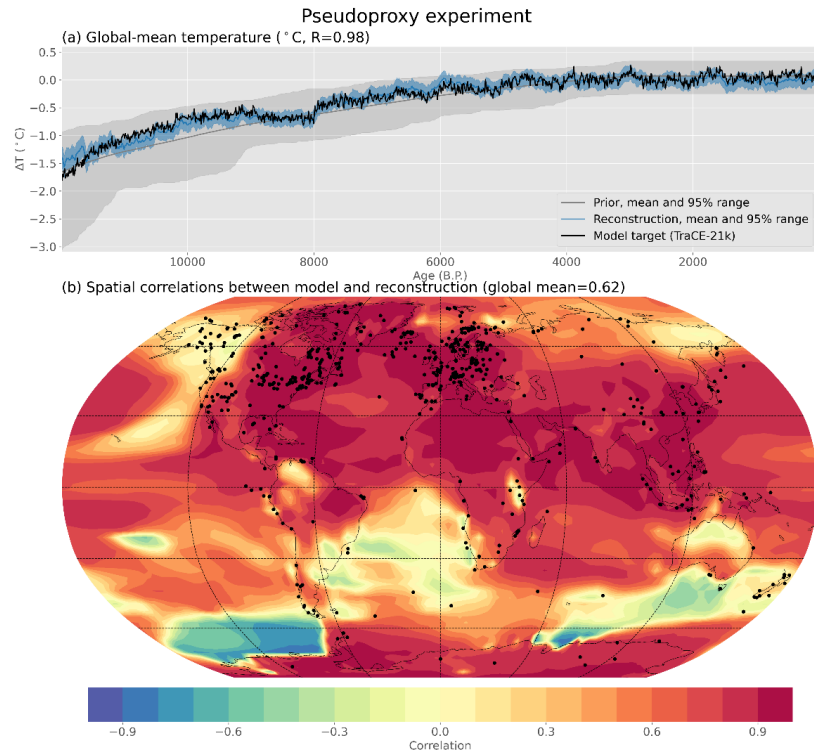 Pseudoproxy experiment
(a) Global-mean temperature (°C, R=0.98)
0.5
0.0
−0.5
−1.0
−1.5
−2.0
−2.5
−3.0
ΔT (°C)
Prior, mean and 95% range
Reconstruction, mean and 95% range
Model target (TraCE-21k)
10000 8000 6000 4000 2000
Age (B.P.)
(b) Spatial correlations between model and reconstruction (global mean=0.62)
−0.9 −0.6 −0.3 0.0 0.3 0.6 0.9
Correlation